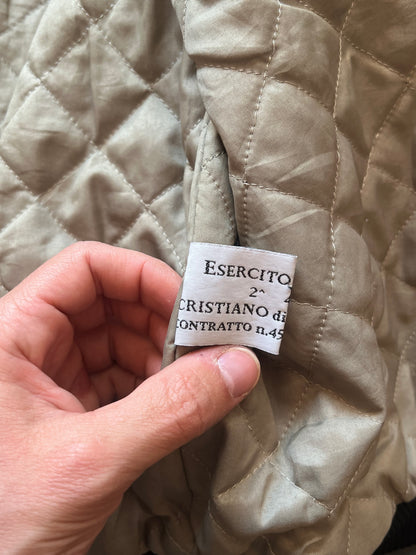 ESERCITO
2^
CRISTIANO di
CONTRATTO n.45